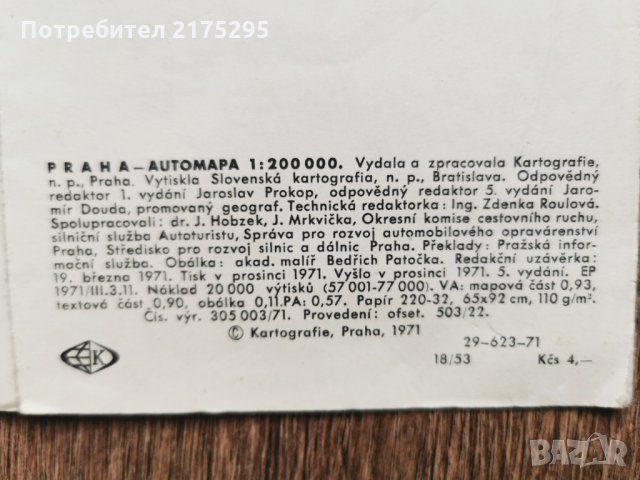 Потребител 2175295
PRAHA—AUTOMAPA 1:200000. Vydala a zpracovala Kartografie,
n. p., Praha. Vytiskla Slovenská kartografia, n. p., Bratislava. Odpovědný
redaktor 1. vydání Jaroslav Prokop, odpovědný redaktor 5. vydání Jaro-
mír Douda, promovaný geograf. Technická redaktorka: Ing. Zdenka Roulová.
Spolupracovali: dr. J. Hobzek, J. Mrkvička, Okresní komise cestovního ruchu,
silniční služba Autoturistu, Správa pro rozvoj automobilového opravárenství
Praha, Středisko pro rozvoj silnic a dálnic Praha. Překlady: Pražská infor-
mační služba. Obálka: akad. malíř Bedřich Patočka. Redakční uzávěrka:
19. březen 1971. Tisk v prosinci 1971. Vyšlo v prosinci 1971. 5. vydání. EP
1971/III.3.11. Náklad 20 000 výtisků (57 001-77 000). VA: mapová část 0,93,
textová část 0,90, obálka 0,11.PA: 0,57. Papír 220-32, 65x92 cm, 110 g/m².
Čís. výr. 305 003/71. Provedení: ofset. 503/22.
© Kartografie, Praha, 1971
29-623-71
K
18/53 Kčs 4,—
BAZAR